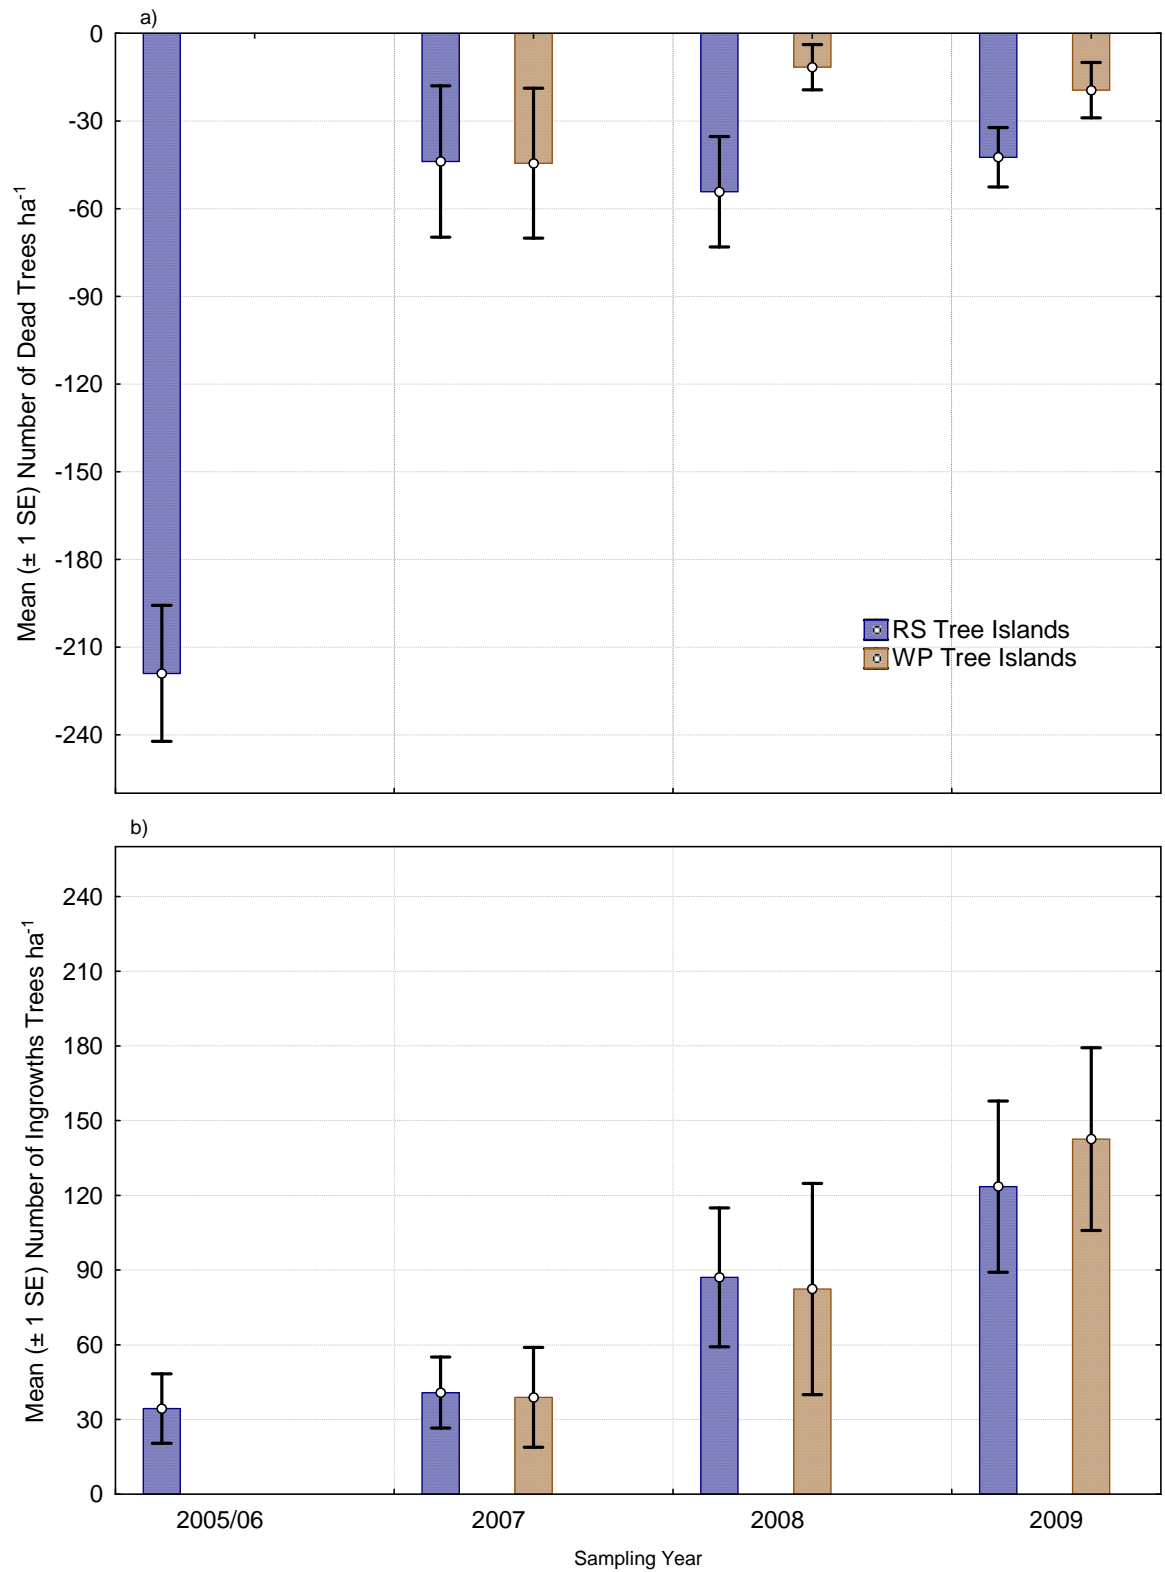 a)
Mean (± 1 SE) Number of Dead Trees ha-1
0
-30
-60
-90
-120
-150
-180
-210
-240
RS Tree Islands
WP Tree Islands
b)
Mean (± 1 SE) Number of Ingrowths Trees ha-1
240
210
180
150
120
90
60
30
0
2005/06 2007 2008 2009
Sampling Year